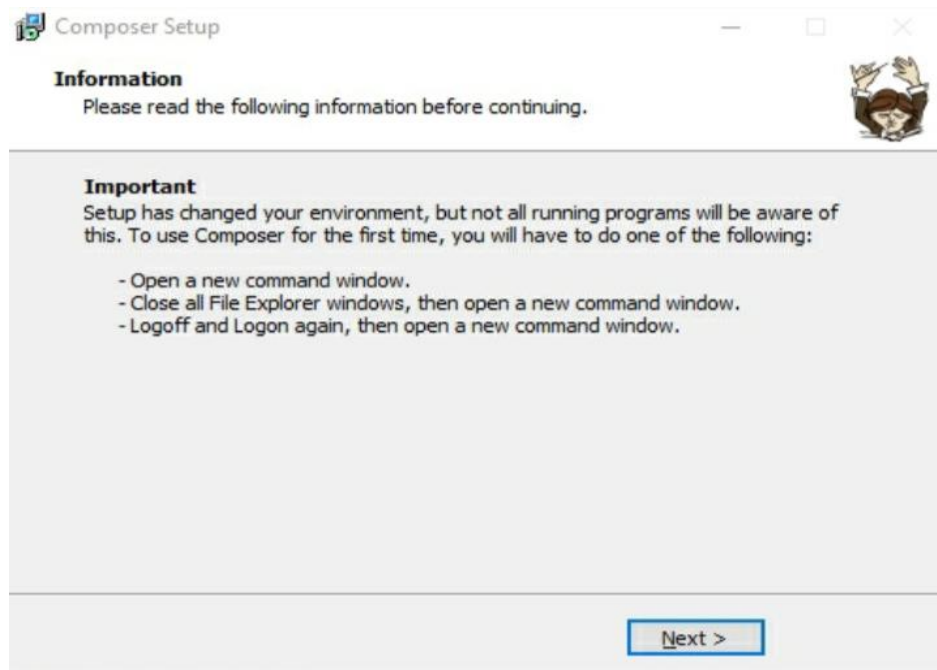 Composer Setup
Information
Please read the following information before continuing.
Important
Setup has changed your environment, but not all running programs will be aware of
this. To use Composer for the first time, you will have to do one of the following:
- Open a new command window.
- Close all File Explorer windows, then open a new command window.
- Logoff and Logon again, then open a new command window.
Next >